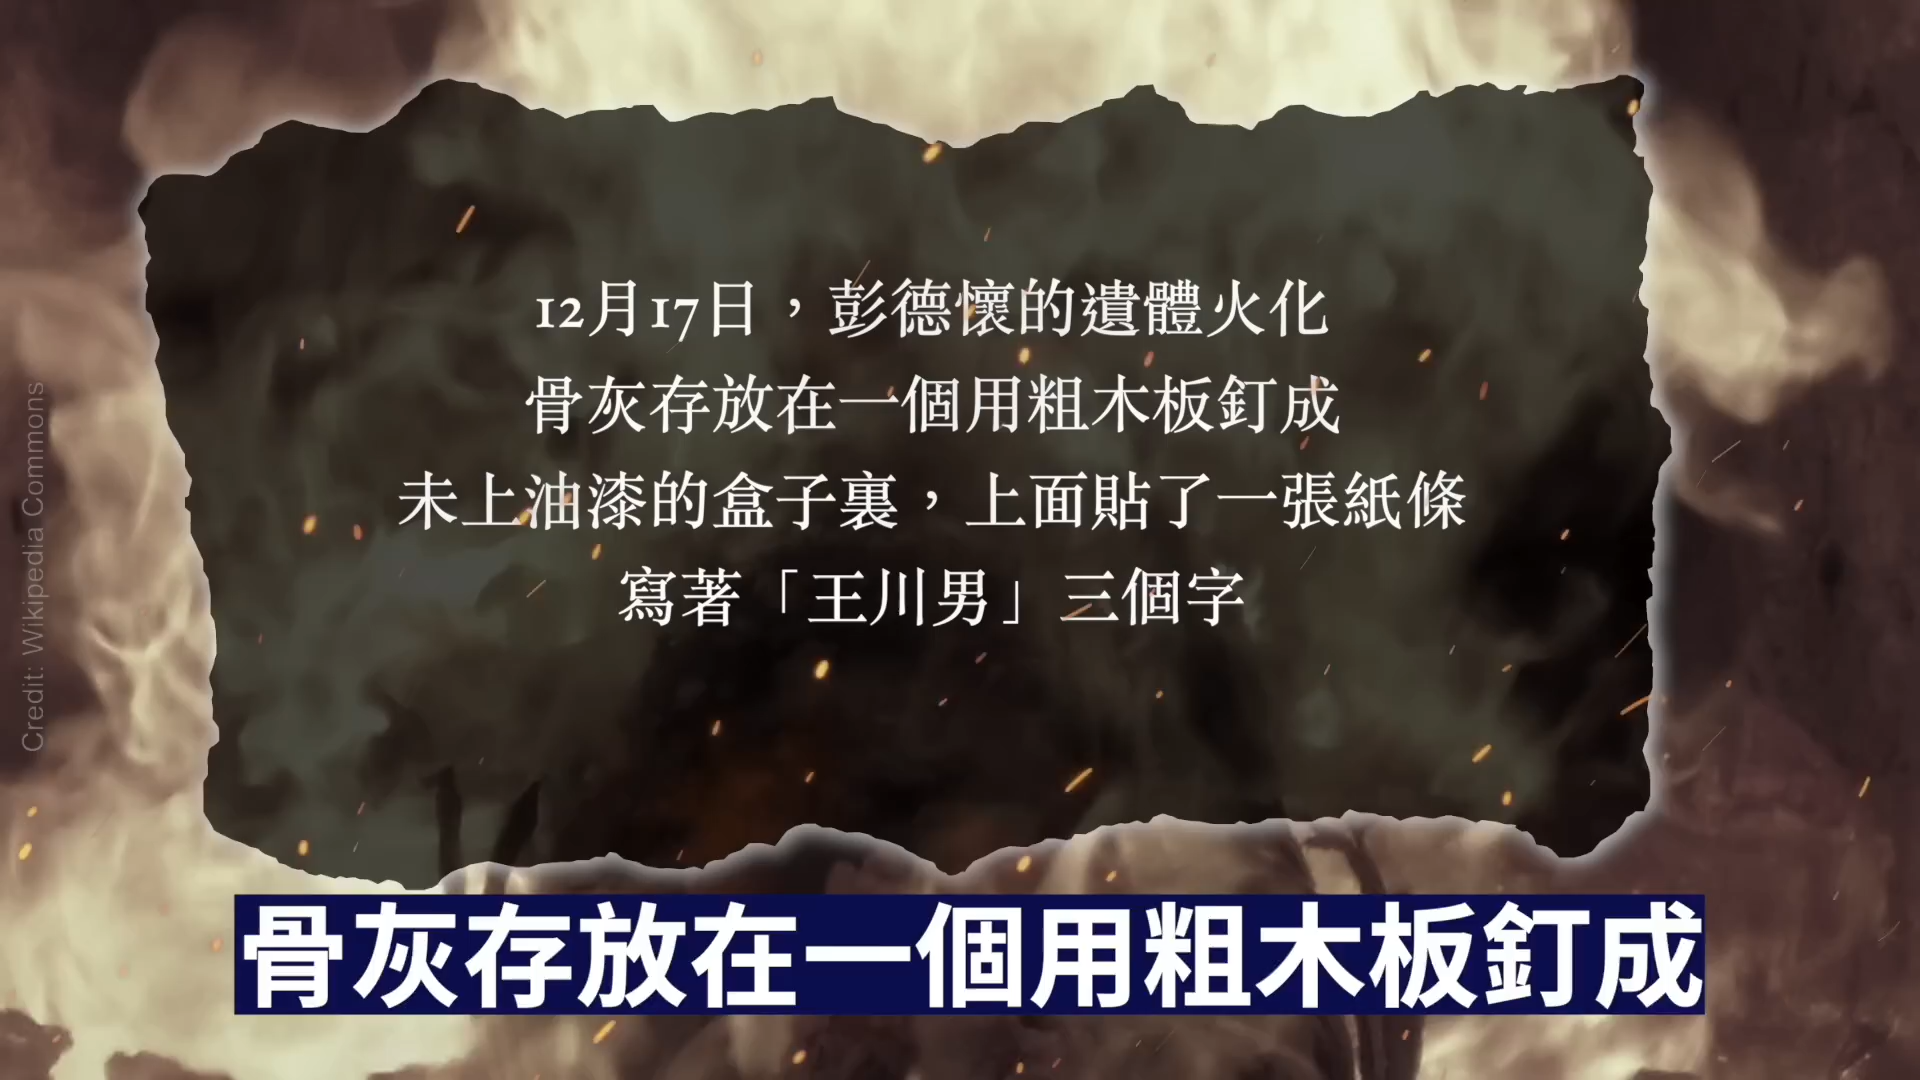 12月17日，彭德懷的遺體火化
骨灰存放在一個用粗木板釘成
未上油漆的盒子裏，上面貼了一張紙條
寫著「王川男」三個字
骨灰存放在一個用粗木板釘成
Credit: Wikipedia Commons